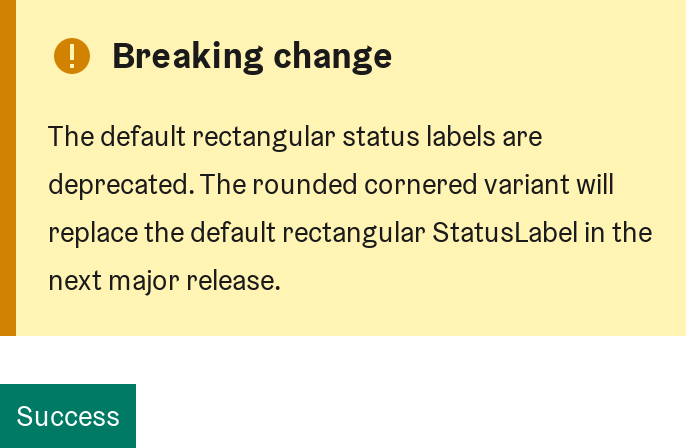 Breaking change
The default rectangular status labels are
deprecated. The rounded cornered variant will
replace the default rectangular StatusLabel in the
next major release.
Success